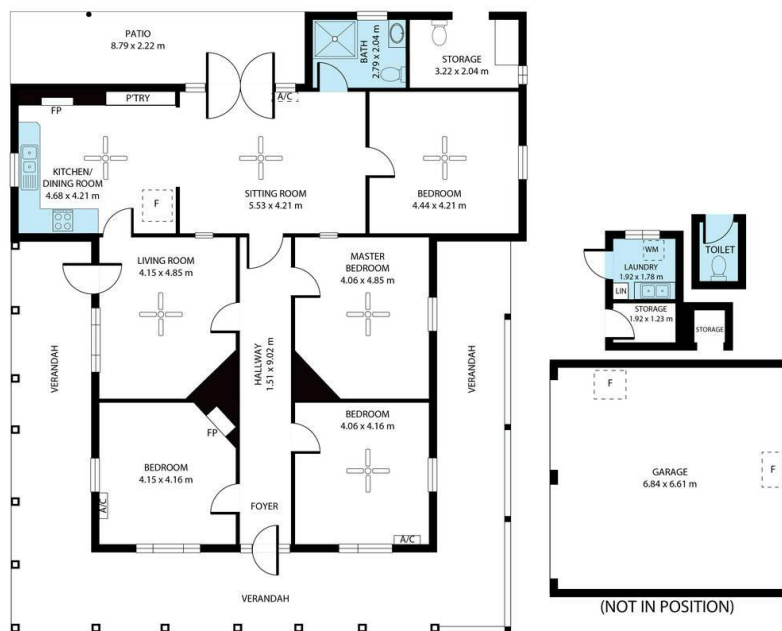 PATIO
8.79 x 2.22 m
BATH
2.79 x 2.04 m
STORAGE
3.22 x 2.04 m
FP
P'TRY
A/C
KITCHEN/
DINING ROOM
4.68 x 4.21 m
F
SITTING ROOM
5.53 x 4.21 m
BEDROOM
4.44 x 4.21 m
LIVING ROOM
4.15 x 4.85 m
MASTER
BEDROOM
4.06 x 4.85 m
VERANDAH
HALLWAY
1.51 x 9.02 m
VERANDAH
FP
BEDROOM
4.15 x 4.16 m
A/C
BEDROOM
4.06 x 4.16 m
A/C
FOYER
VERANDAH
WM
LAUNDRY
1.92 x 1.78 m
LIN
TOILET
STORAGE
1.92 x 1.23 m
STORAGE
F
F
GARAGE
6.84 x 6.61 m
(NOT IN POSITION)